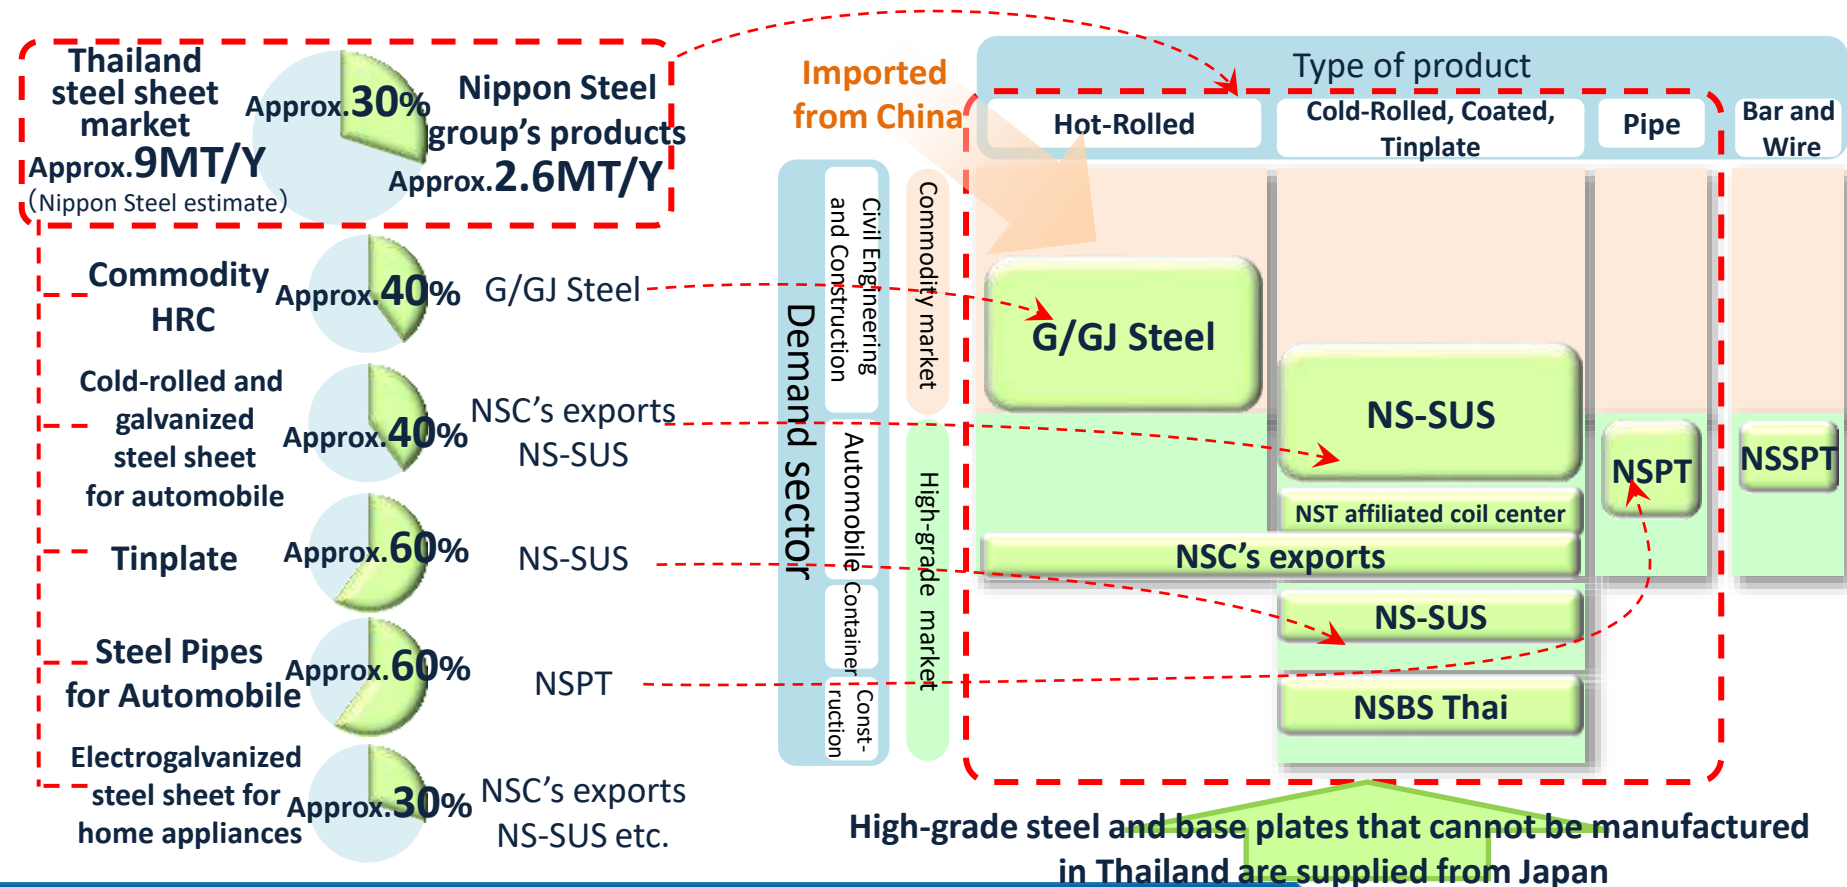 Thailand
steel sheet
market
Approx.9MT/Y
(Nippon Steel estimate)
Approx.30%
Nippon Steel
group's products
Approx.2.6MT/Y
Commodity
HRC
Approx.40%
G/GJ Steel
Cold-rolled and
galvanized
steel sheet
for automobile
Approx.40%
NSC's exports
NS-SUS
Tinplate
Approx.60%
NS-SUS
Steel Pipes
for Automobile
Approx.60%
NSPT
Electrogalvanized
steel sheet for
home appliances
Approx.30%
NSC's exports
NS-SUS etc.
Imported
from China
Type of product
Hot-Rolled
Cold-Rolled, Coated,
Tinplate
Pipe
Bar and
Wire
Demand sector
Civil Engineering
and Construction
Automobile
Container
Const-
ruction
Commodity market
High-grade market
G/GJ Steel
NS-SUS
NSPT
NSSPT
NST affiliated coil center
NSC's exports
NS-SUS
NSBS Thai
High-grade steel and base plates that cannot be manufactured
in Thailand are supplied from Japan